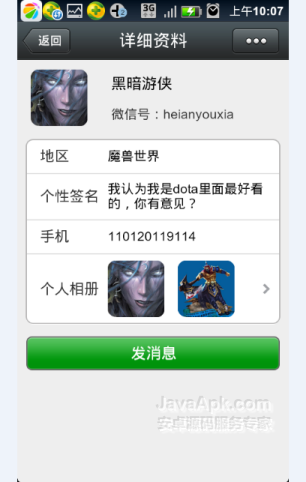 3G
上午10:07
返回
详细资料
黑暗游侠
微信号：heianyouxia
地区
魔兽世界
个性签名
我认为我是dota里面最好看
的，你有意见？
手机
110120119114
个人相册
发消息
JavaApk.com
安卓源码服务专家